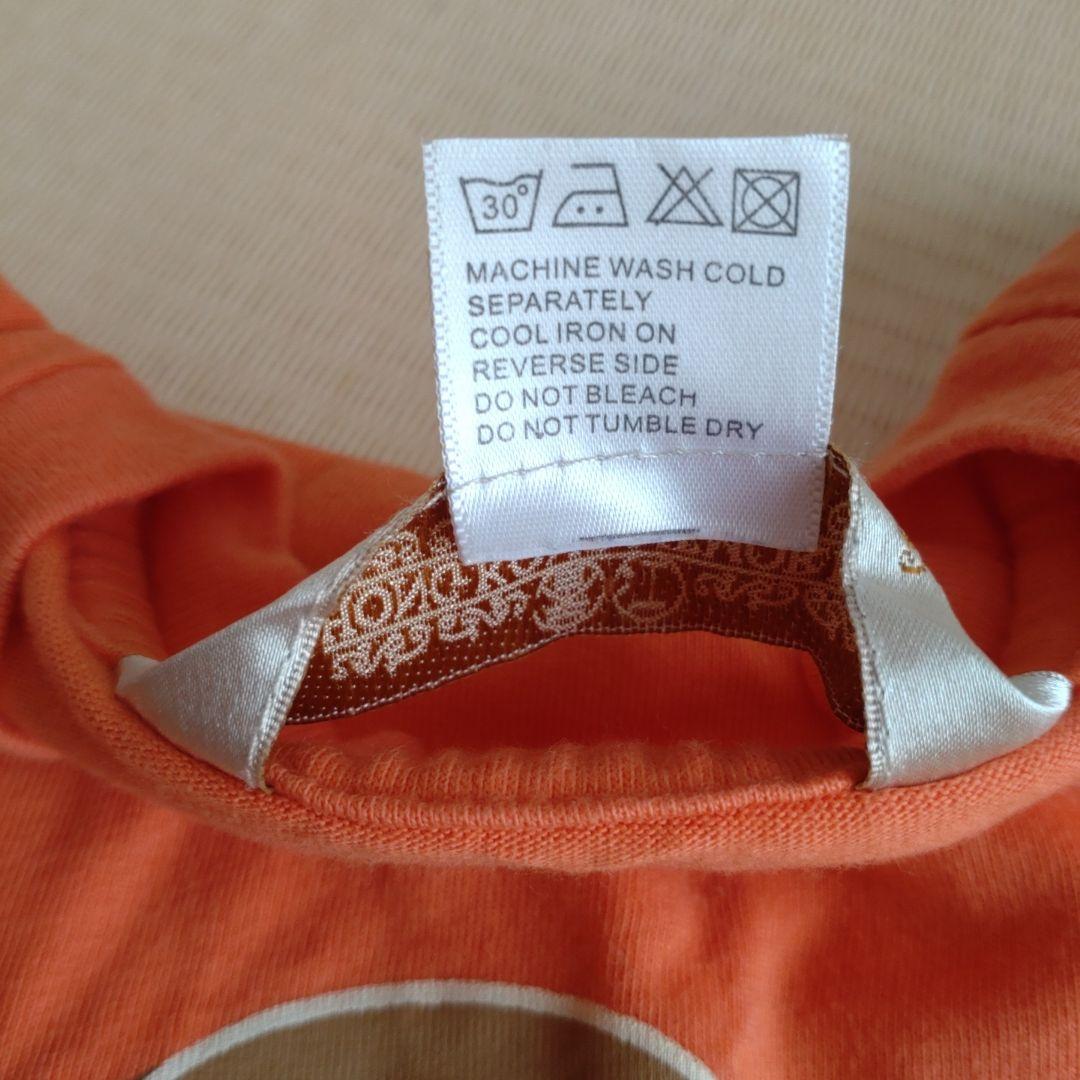 30°
MACHINE WASH COLD
SEPARATELY
COOL IRON ON
REVERSE SIDE
DO NOT BLEACH
DO NOT TUMBLE DRY